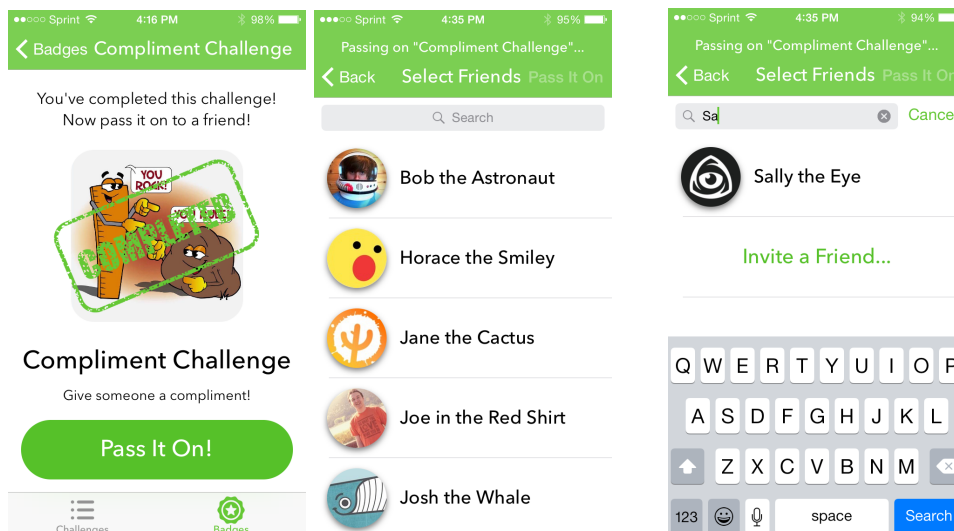 Sprint 4:16 PM 98%
Badges Compliment Challenge
You've completed this challenge!
Now pass it on to a friend!
YOU
ROCK!
YOU RULE!
COMPLETED
Compliment Challenge
Give someone a compliment!
Pass It On!
Challenges Badges
Sprint 4:35 PM 95%
Passing on "Compliment Challenge"...
Back Select Friends Pass It On
Search
Bob the Astronaut
Horace the Smiley
Jane the Cactus
Joe in the Red Shirt
Josh the Whale
Sprint 4:35 PM 94%
Passing on "Compliment Challenge"...
Back Select Friends Pass It On
Sa Cance
Sally the Eye
Invite a Friend...
Q W E R T Y U I O P
A S D F G H J K L
Z X C V B N M
123 space Search